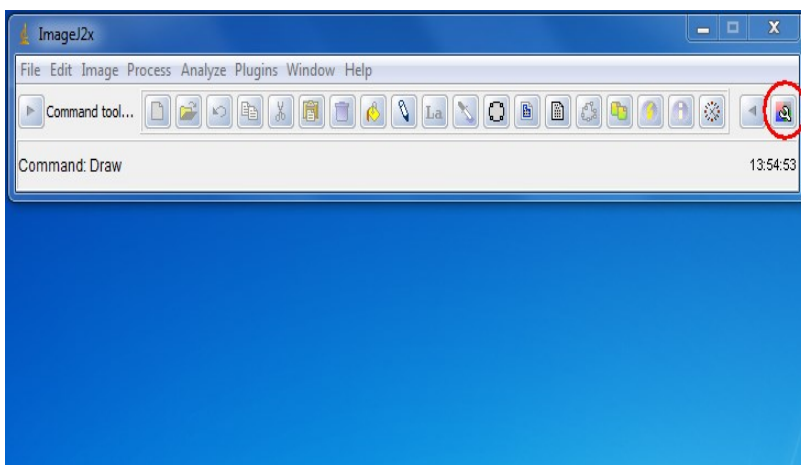 ImageJ2x
File Edit Image Process Analyze Plugins Window Help
Command tool... La
Command: Draw 13:54:53